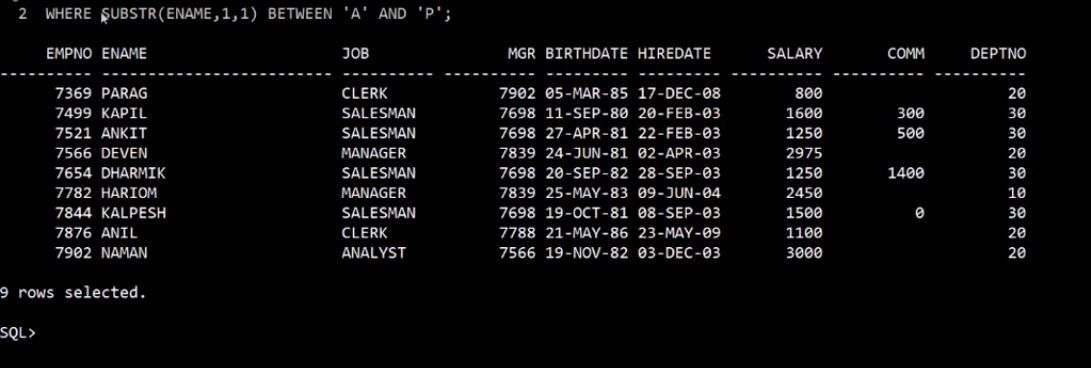 2  WHERE SUBSTR(ENAME,1,1) BETWEEN 'A' AND 'P';
EMPNO ENAME JOB MGR BIRTHDATE HIREDATE SALARY COMM DEPTNO
---------- ------------------------- ---------- ---------- --------- --------- ---------- ---------- ----------
7369 PARAG CLERK 7902 05-MAR-85 17-DEC-08 800 20
7499 KAPIL SALESMAN 7698 11-SEP-80 20-FEB-03 1600 300 30
7521 ANKIT SALESMAN 7698 27-APR-81 22-FEB-03 1250 500 30
7566 DEVEN MANAGER 7839 24-JUN-81 02-APR-03 2975 20
7654 DHARMIK SALESMAN 7698 20-SEP-82 28-SEP-03 1250 1400 30
7782 HARIOM MANAGER 7839 25-MAY-83 09-JUN-04 2450 10
7844 KALPESH SALESMAN 7698 19-OCT-81 08-SEP-03 1500 0 30
7876 ANIL CLERK 7788 21-MAY-86 23-MAY-09 1100 20
7902 NAMAN ANALYST 7566 19-NOV-82 03-DEC-03 3000 20
9 rows selected.
SQL>